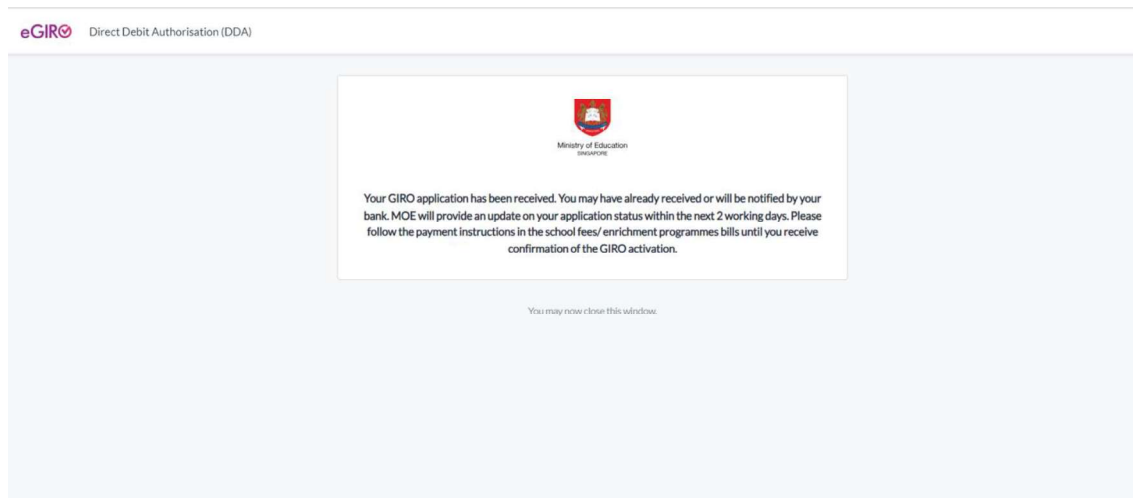 eGIRO Direct Debit Authorisation (DDA)
Ministry of Education
SINGAPORE
Your GIRO application has been received. You may have already received or will be notified by your
bank. MOE will provide an update on your application status within the next 2 working days. Please
follow the payment instructions in the school fees/ enrichment programmes bills until you receive
confirmation of the GIRO activation.
You may now close this window.